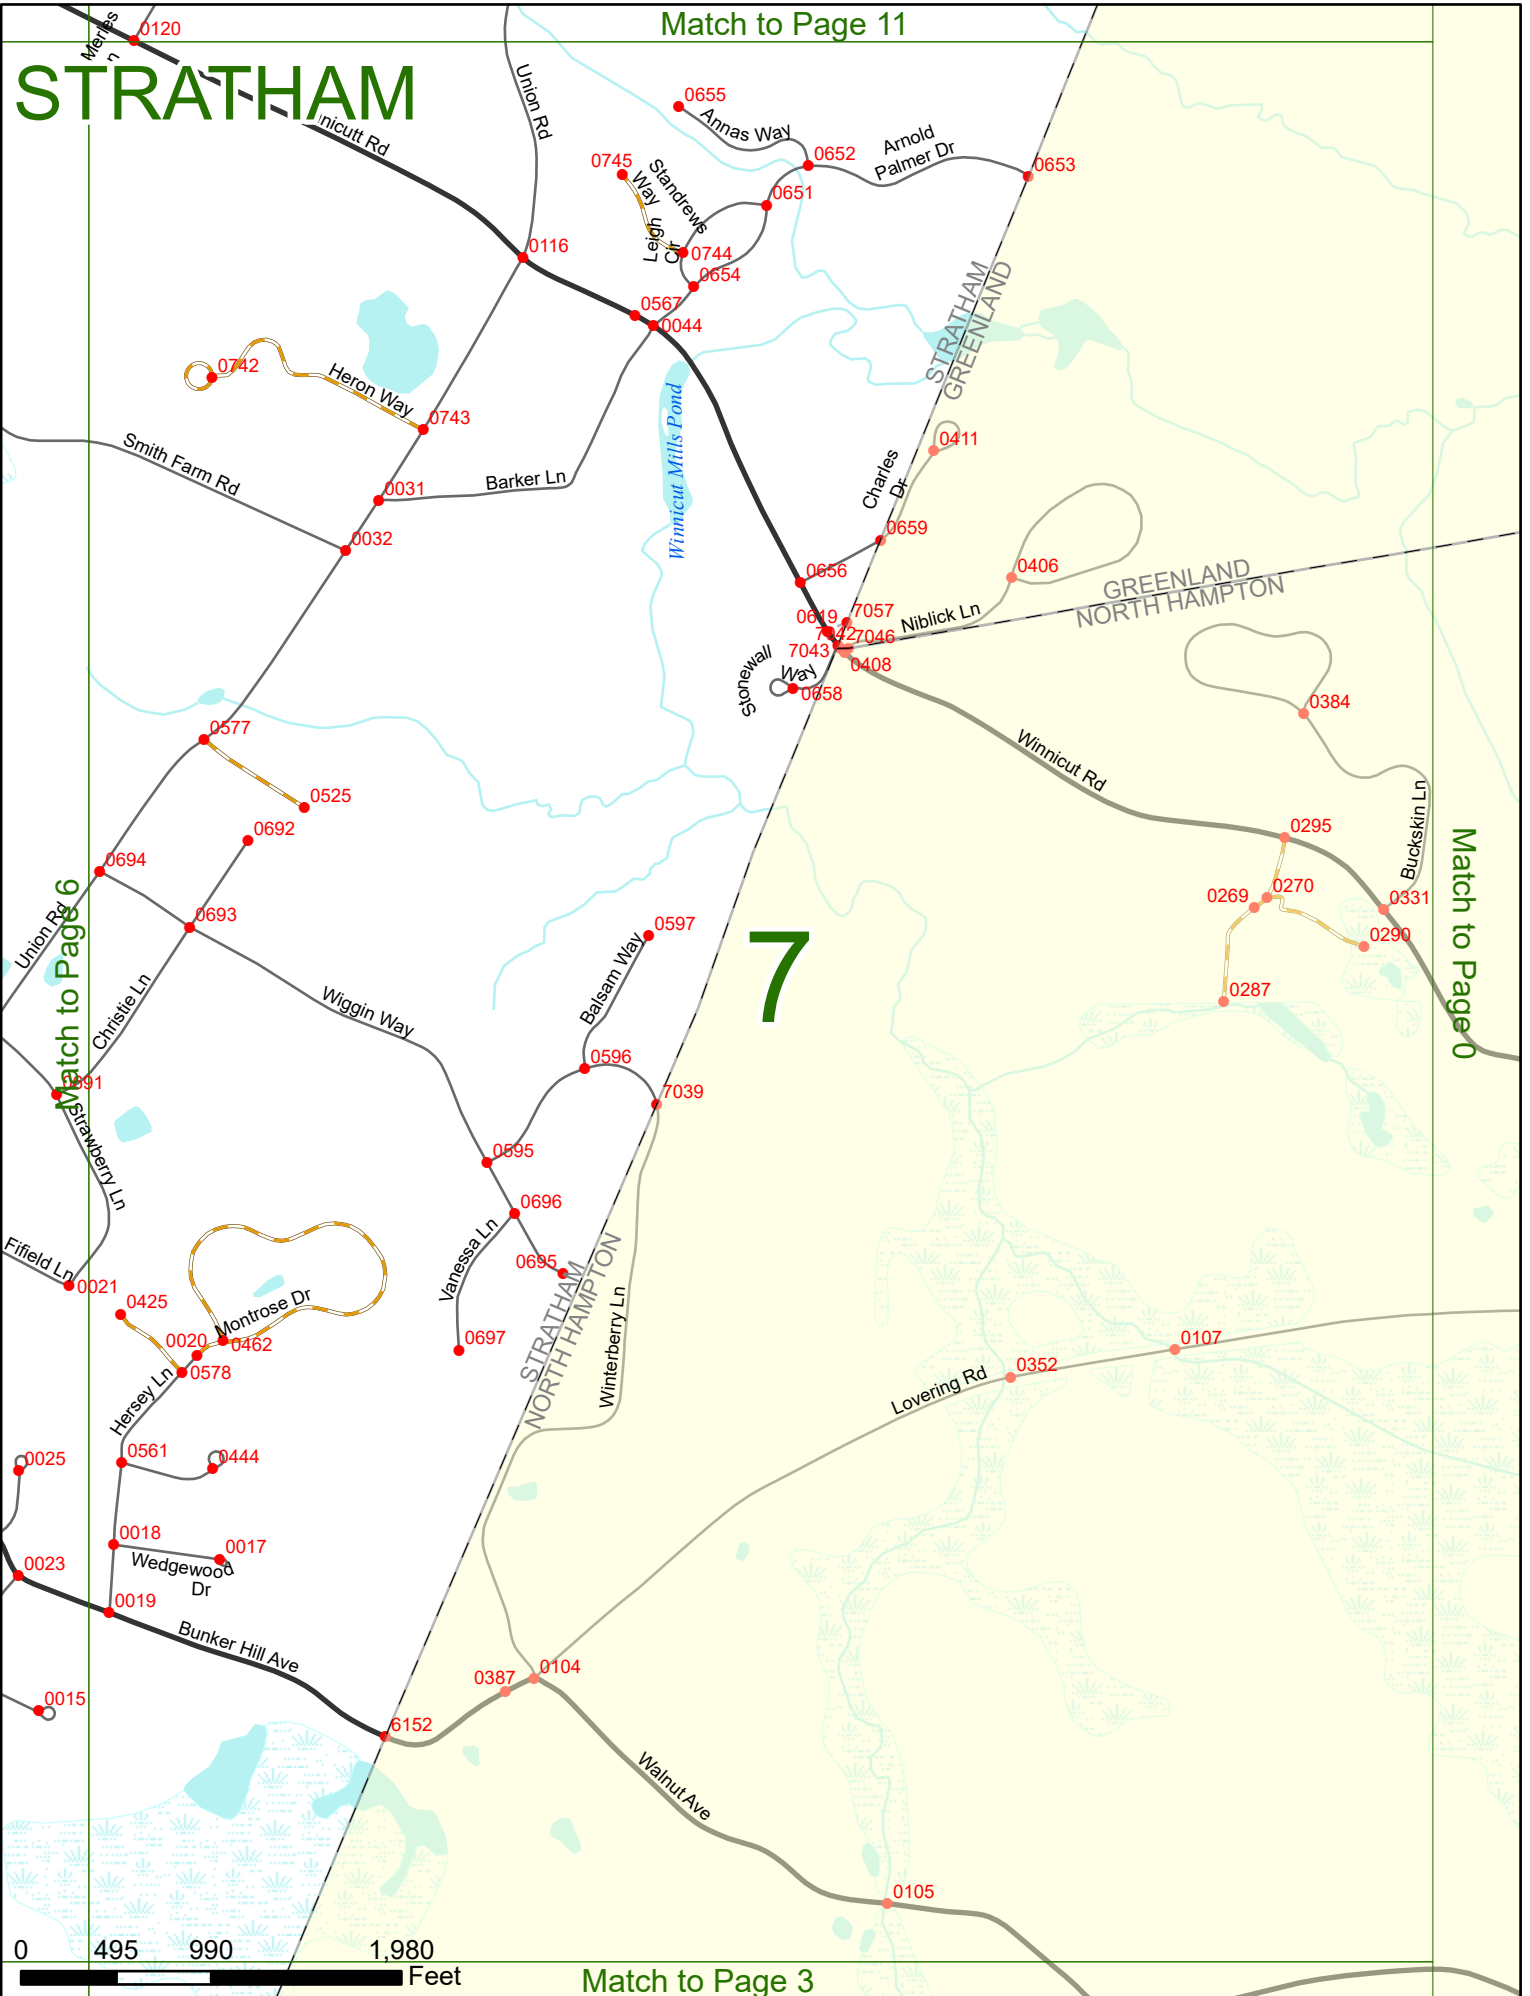 Match to Page 11
Merles
0120
STRATHAM
nicutt Rd
Union Rd
0655
Annas Way
0652
Arnold
Palmer Dr
0653
0745
Standrews
Cir
Leigh
Way
0651
0116
0744
0654
0567
0044
STRATHAM
GREENLAND
0742
Heron Way
0743
Winnicut Mills Pond
0411
Smith Farm Rd
0031
Barker Ln
Charles
Dr
0032
0659
0656
0406
GREENLAND
NORTH HAMPTON
0619
7057
7042
7046
Niblick Ln
7043
0408
Stonewall
Way
0658
0384
0577
Winnicut Rd
0525
0692
Buckskin Ln
0295
0694
Match to Page 6
Match to Page 0
0270
0269
0331
Union Rd
0693
0597
7
0290
Balsam Way
0287
Christie Ln
Wiggin Way
0596
0691
7039
Strawberry Ln
0595
0696
Vanessa Ln
Fifield Ln
0021
0695
STRATHAM
NORTH HAMPTON
0425
Montrose Dr
0020
0462
0578
0697
Winterberry Ln
0107
0352
Lovering Rd
Hersey Ln
0561
0444
0025
0018
0017
Wedgewood
Dr
0023
0019
Bunker Hill Ave
0015
0387
0104
6152
Walnut Ave
0105
0 495 990 1,980
Feet
Match to Page 3